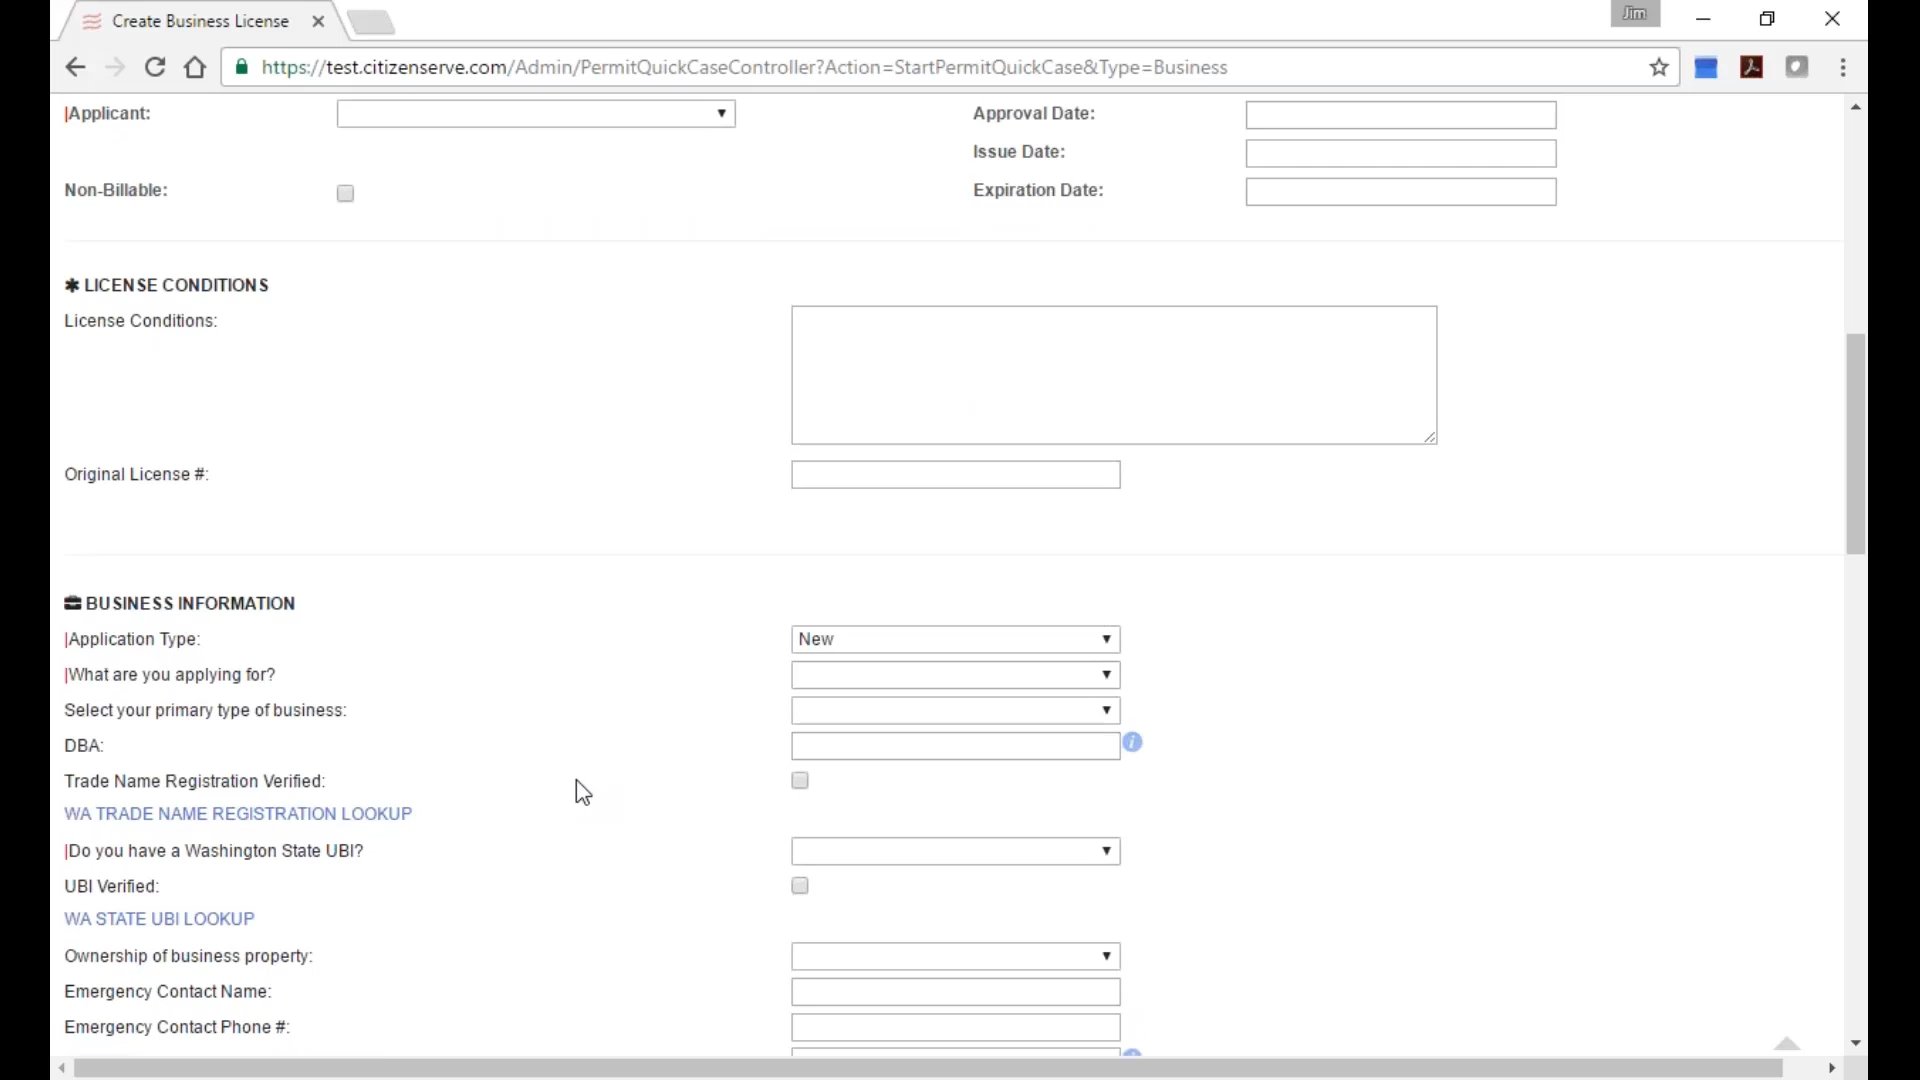 Create Business License
Jim
https://test.citizenserve.com/Admin/PermitQuickCaseController?Action=StartPermitQuickCase&Type=Business
|Applicant:
Approval Date:
Issue Date:
Non-Billable:
Expiration Date:
LICENSE CONDITIONS
License Conditions:
Original License #:
BUSINESS INFORMATION
|Application Type:
New
|What are you applying for?
Select your primary type of business:
DBA:
Trade Name Registration Verified:
WA TRADE NAME REGISTRATION LOOKUP
|Do you have a Washington State UBI?
UBI Verified:
WA STATE UBI LOOKUP
Ownership of business property:
Emergency Contact Name:
Emergency Contact Phone #: